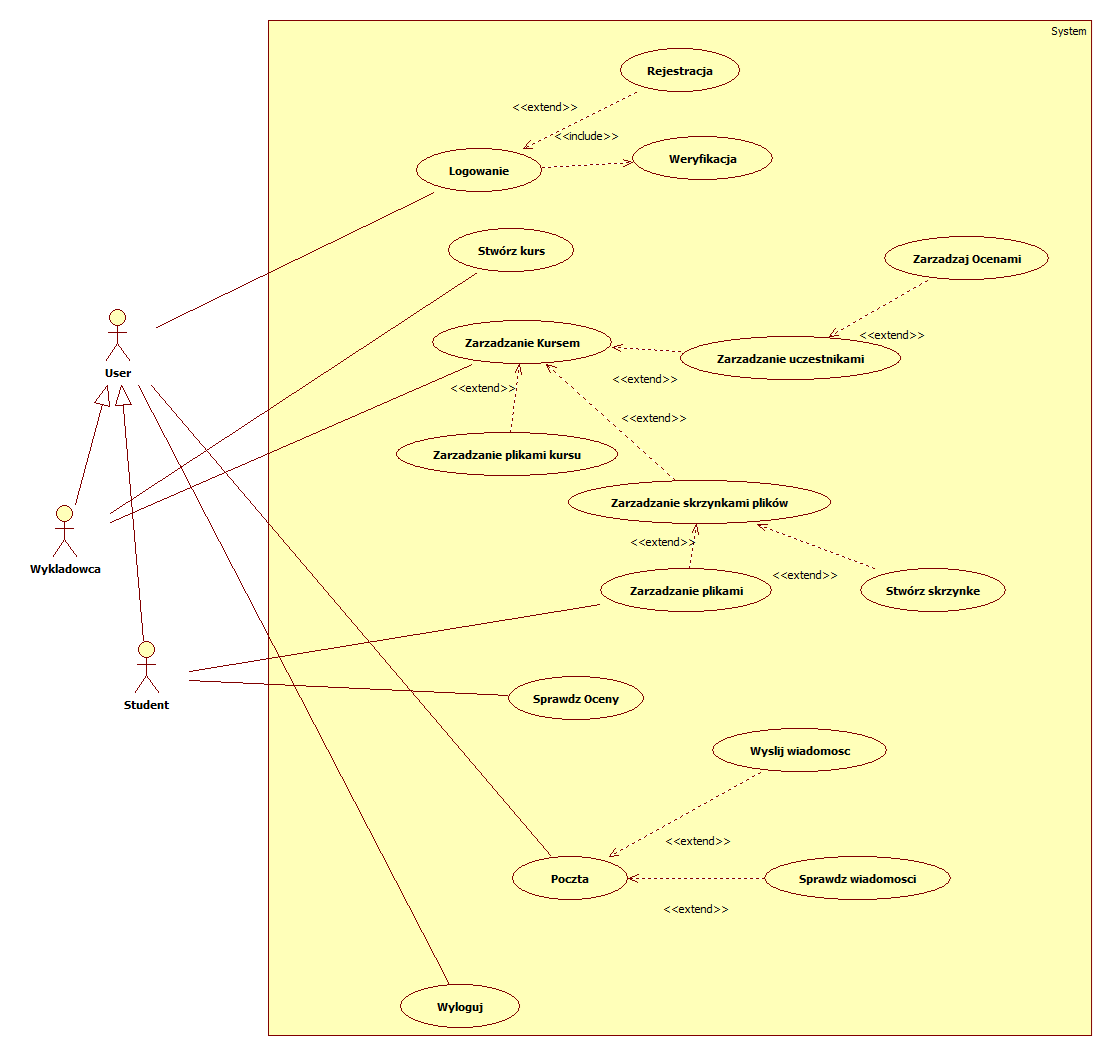 System
Rejestracja
<<extend>>
<<include>>
Weryfikacja
Logowanie
Stwórz kurs
Zarzadzaj Ocenami
<<extend>>
Zarzadzanie Kursem
Zarzadzanie uczestnikami
User
<<extend>>
<<extend>>
<<extend>>
Zarzadzanie plikami kursu
Zarzadzanie skrzynkami plików
<<extend>>
Wykladowca
<<extend>>
Zarzadzanie plikami
Stwórz skrzynke
Student
Sprawdz Oceny
Wyslij wiadomosc
<<extend>>
Poczta
Sprawdz wiadomosci
<<extend>>
Wyloguj